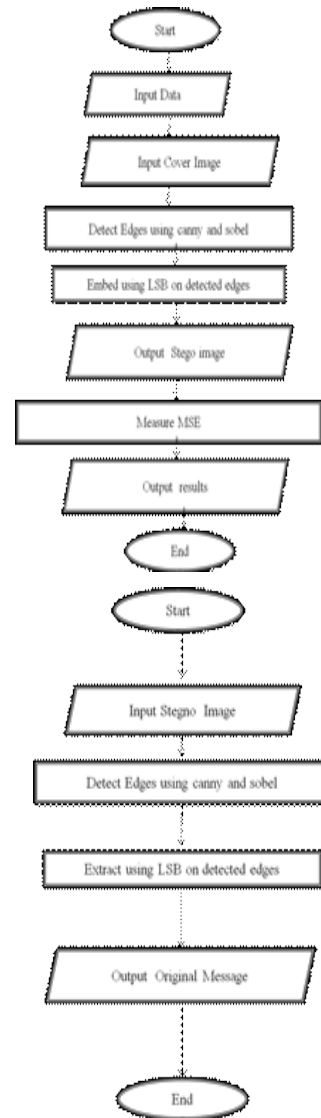 Start
Input Data
Input Cover Image
Detect Edges using canny and sobel
Embed using LSB on detected edges
Output Stego image
Measure MSE
Output results
End
Start
Input Stegno Image
Detect Edges using canny and sobel
Extract using LSB on detected edges
Output Original Message
End